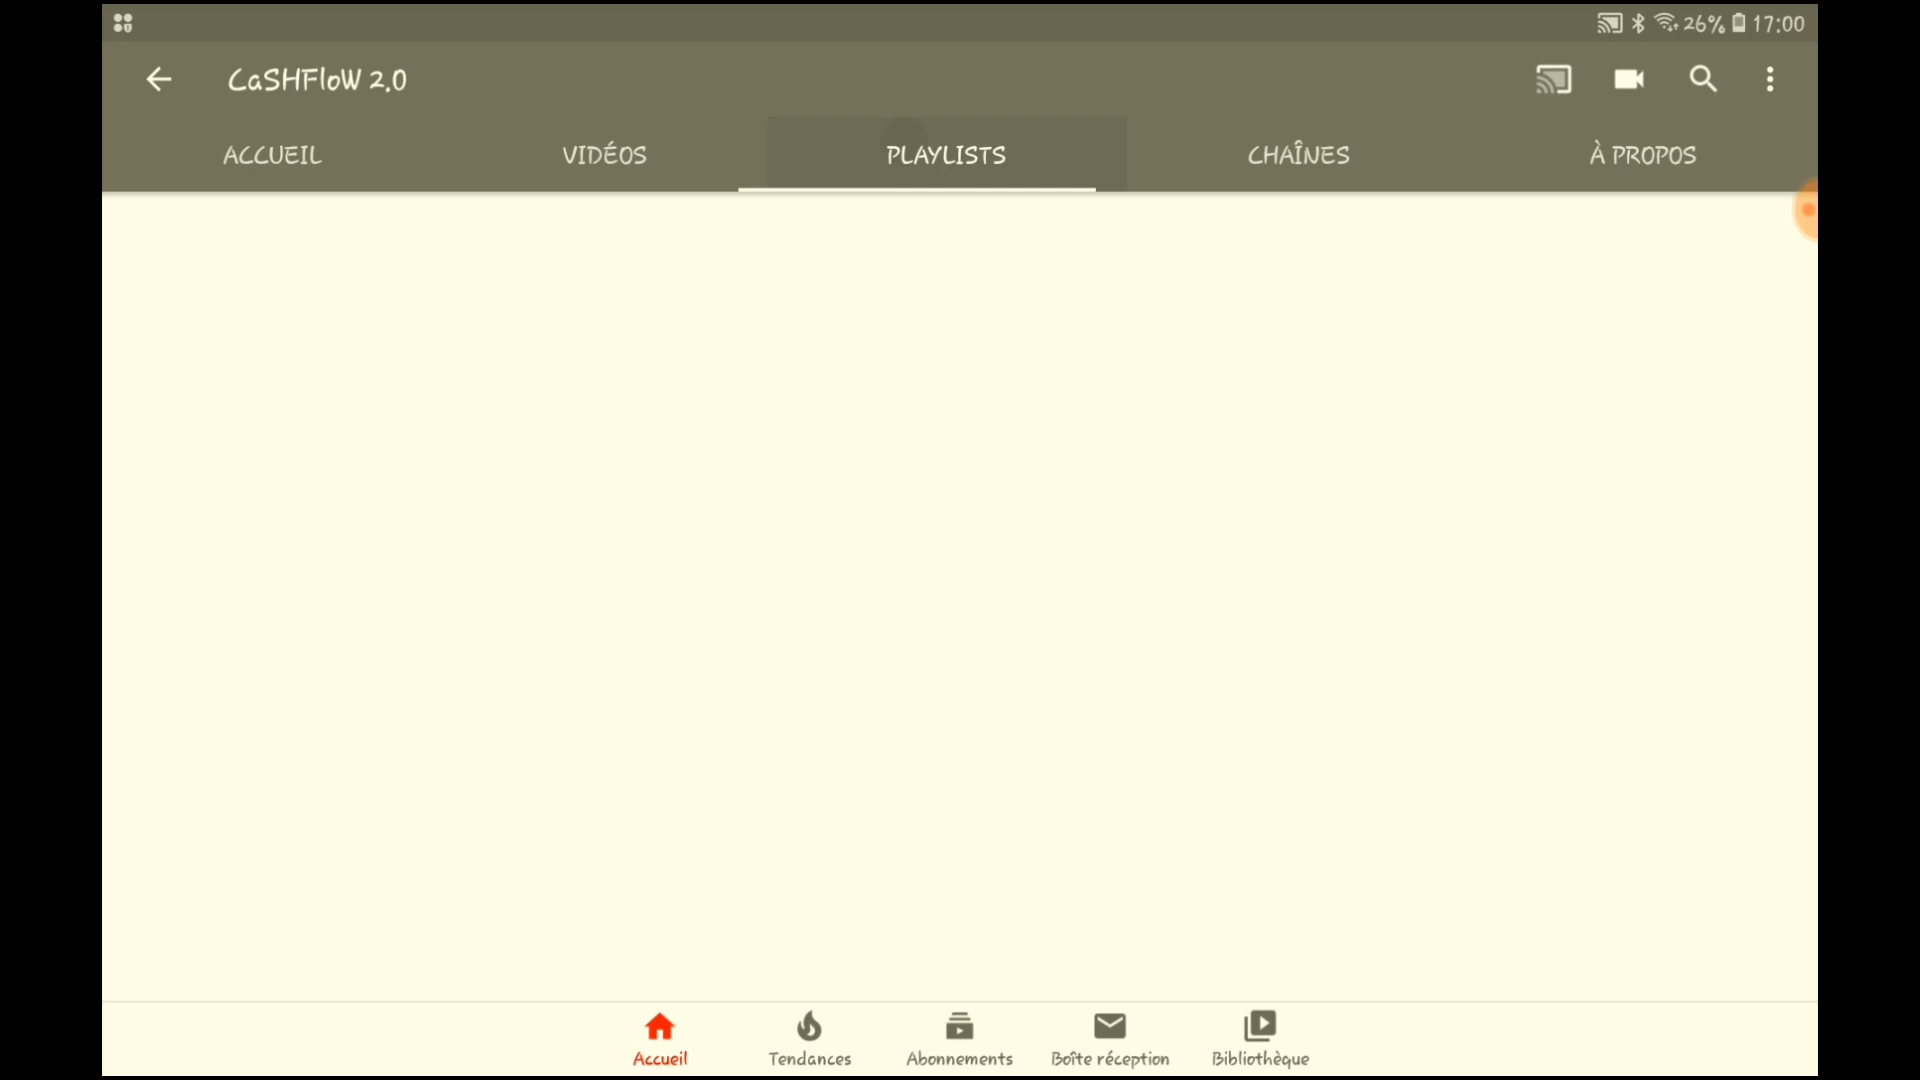 26% 17:00
CaSHFloW 2.0
ACCUEIL VIDÉOS PLAYLISTS CHAÎNES À PROPOS
Accueil Tendances Abonnements Boîte réception Bibliothèque